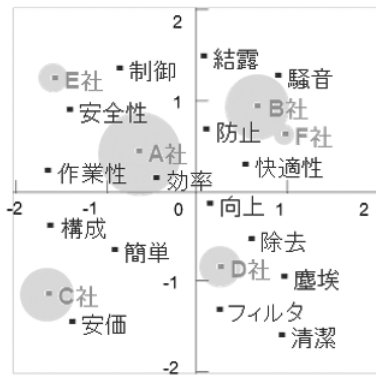 2
結露
制御
騒音
E社
1
B社
安全性
防止
F社
A社
快適性
作業性
効率
-2
-1
0
1
2
向上
構成
除去
簡単
D社
-1
塵埃
C社
フィルタ
安価
清潔
-2